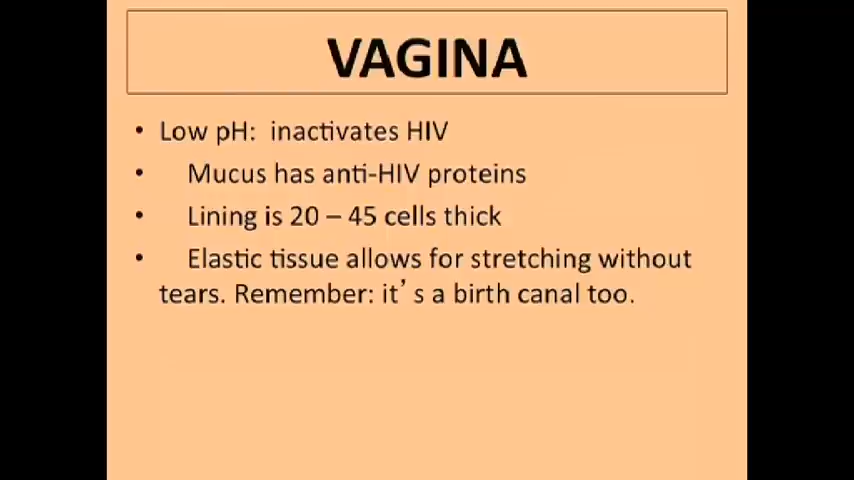 VAGINA
• Low pH: inactivates HIV
• Mucus has anti-HIV proteins
• Lining is 20 – 45 cells thick
• Elastic tissue allows for stretching without
tears. Remember: it’s a birth canal too.